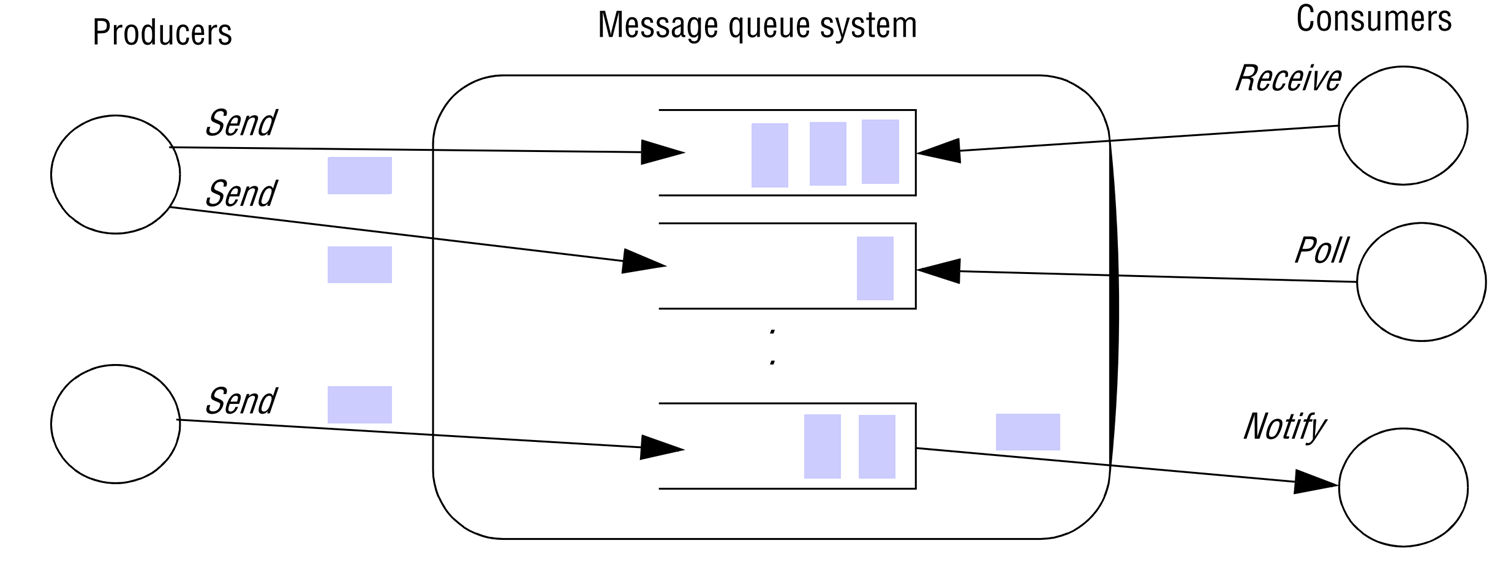 Producers
Message queue system
Consumers
Receive
Send
Send
Poll
Send
Notify